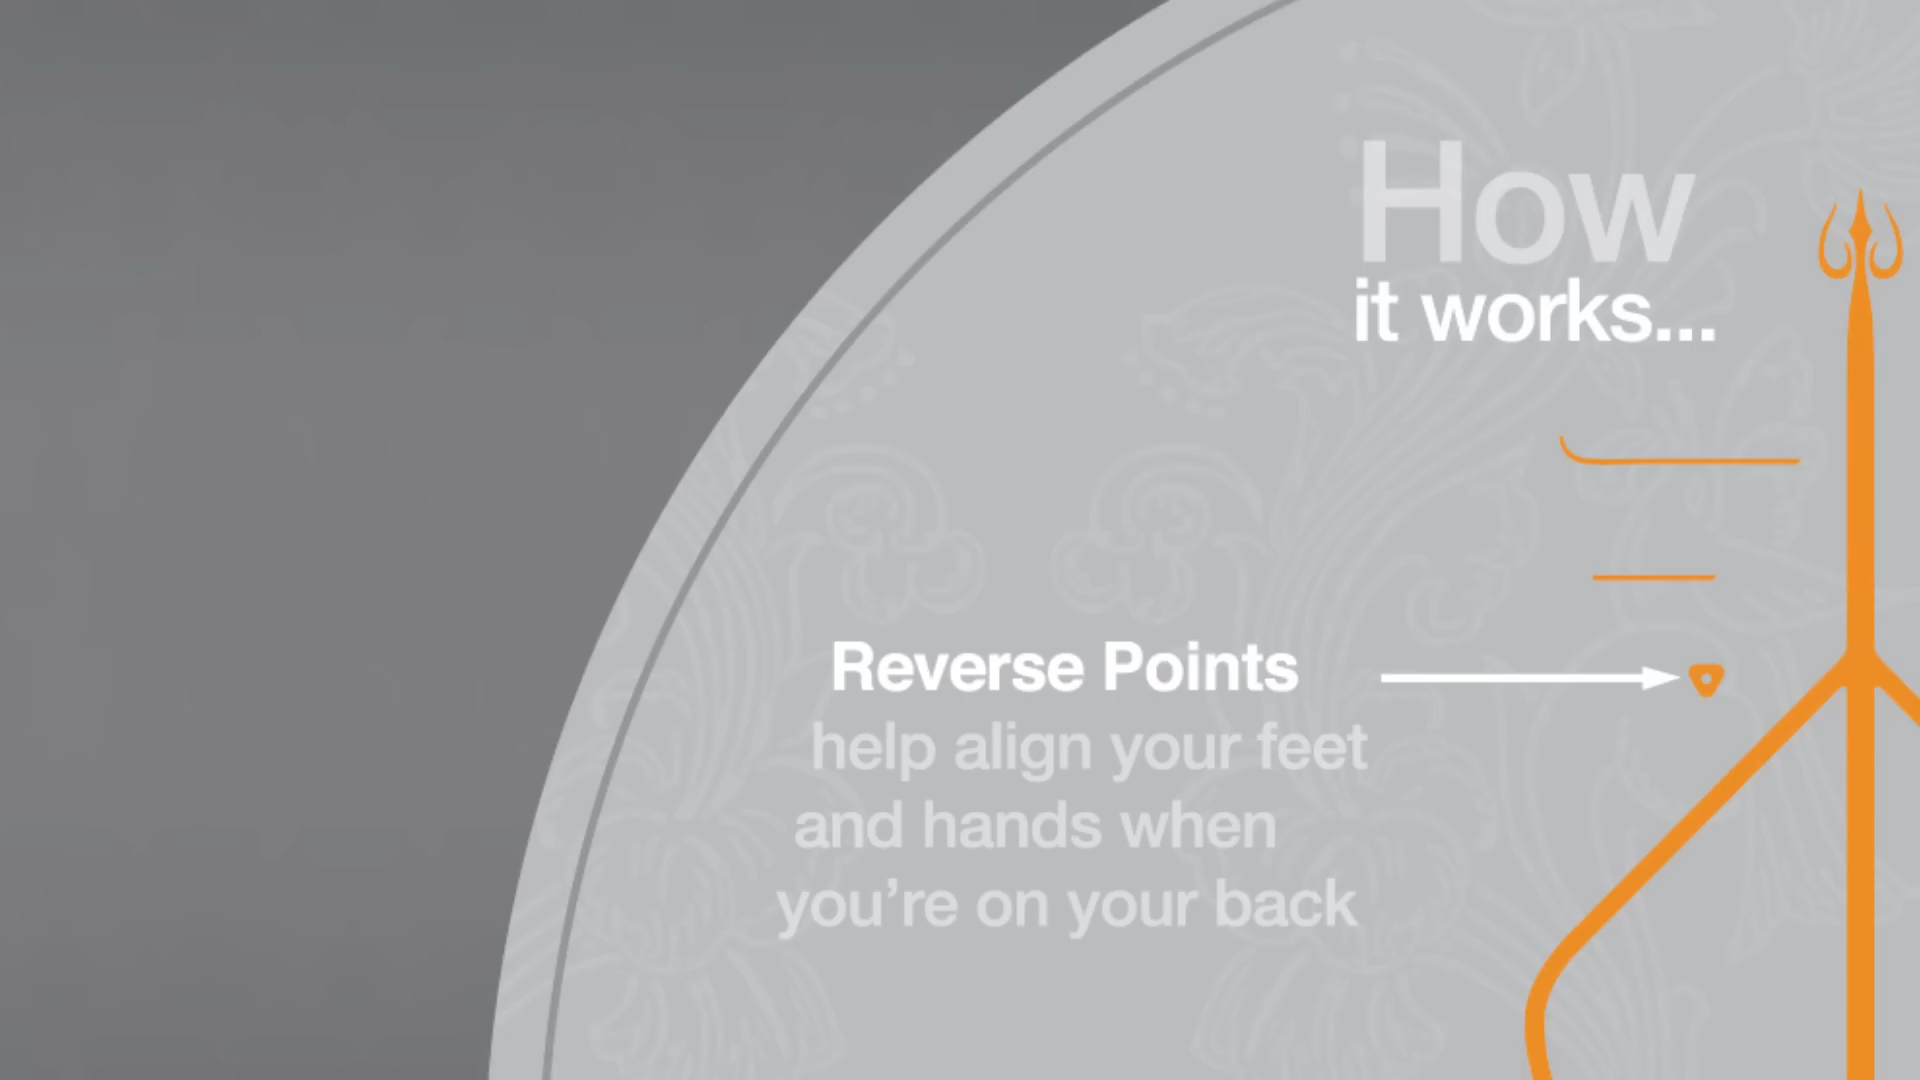 How
it works...
Reverse Points
help align your feet
and hands when
you’re on your back